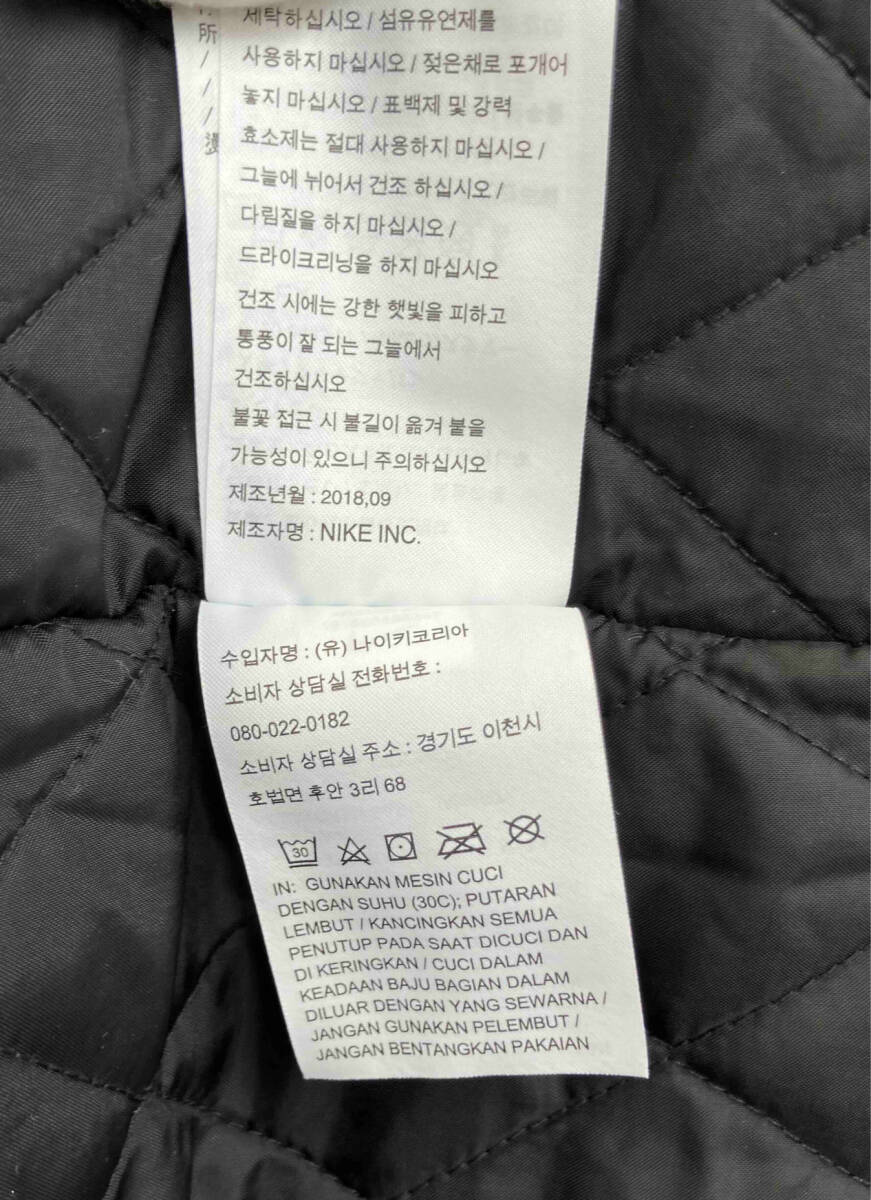 所
세탁하십시오 / 섬유유연제를
사용하지 마십시오 / 젖은채로 포개어
놓지 마십시오 / 표백제 및 강력
효소제는 절대 사용하지 마십시오 /
그늘에 뉘어서 건조 하십시오 /
다림질을 하지 마십시오 /
드라이크리닝을 하지 마십시오
건조 시에는 강한 햇빛을 피하고
통풍이 잘 되는 그늘에서
건조하십시오
불꽃 접근 시 불길이 옮겨 붙을
가능성이 있으니 주의하십시오
제조년월 : 2018,09
제조자명 : NIKE INC.
수입자명 : (유) 나이키코리아
소비자 상담실 전화번호 :
080-022-0182
소비자 상담실 주소 : 경기도 이천시
호법면 후안 3리 68
30
IN: GUNAKAN MESIN CUCI
DENGAN SUHU (30C); PUTARAN
LEMBUT / KANCINGKAN SEMUA
PENUTUP PADA SAAT DICUCI DAN
DI KERINGKAN / CUCI DALAM
KEADAAN BAJU BAGIAN DALAM
DILUAR DENGAN YANG SEWARNA /
JANGAN GUNAKAN PELEMBUT /
JANGAN BENTANGKAN PAKAIAN